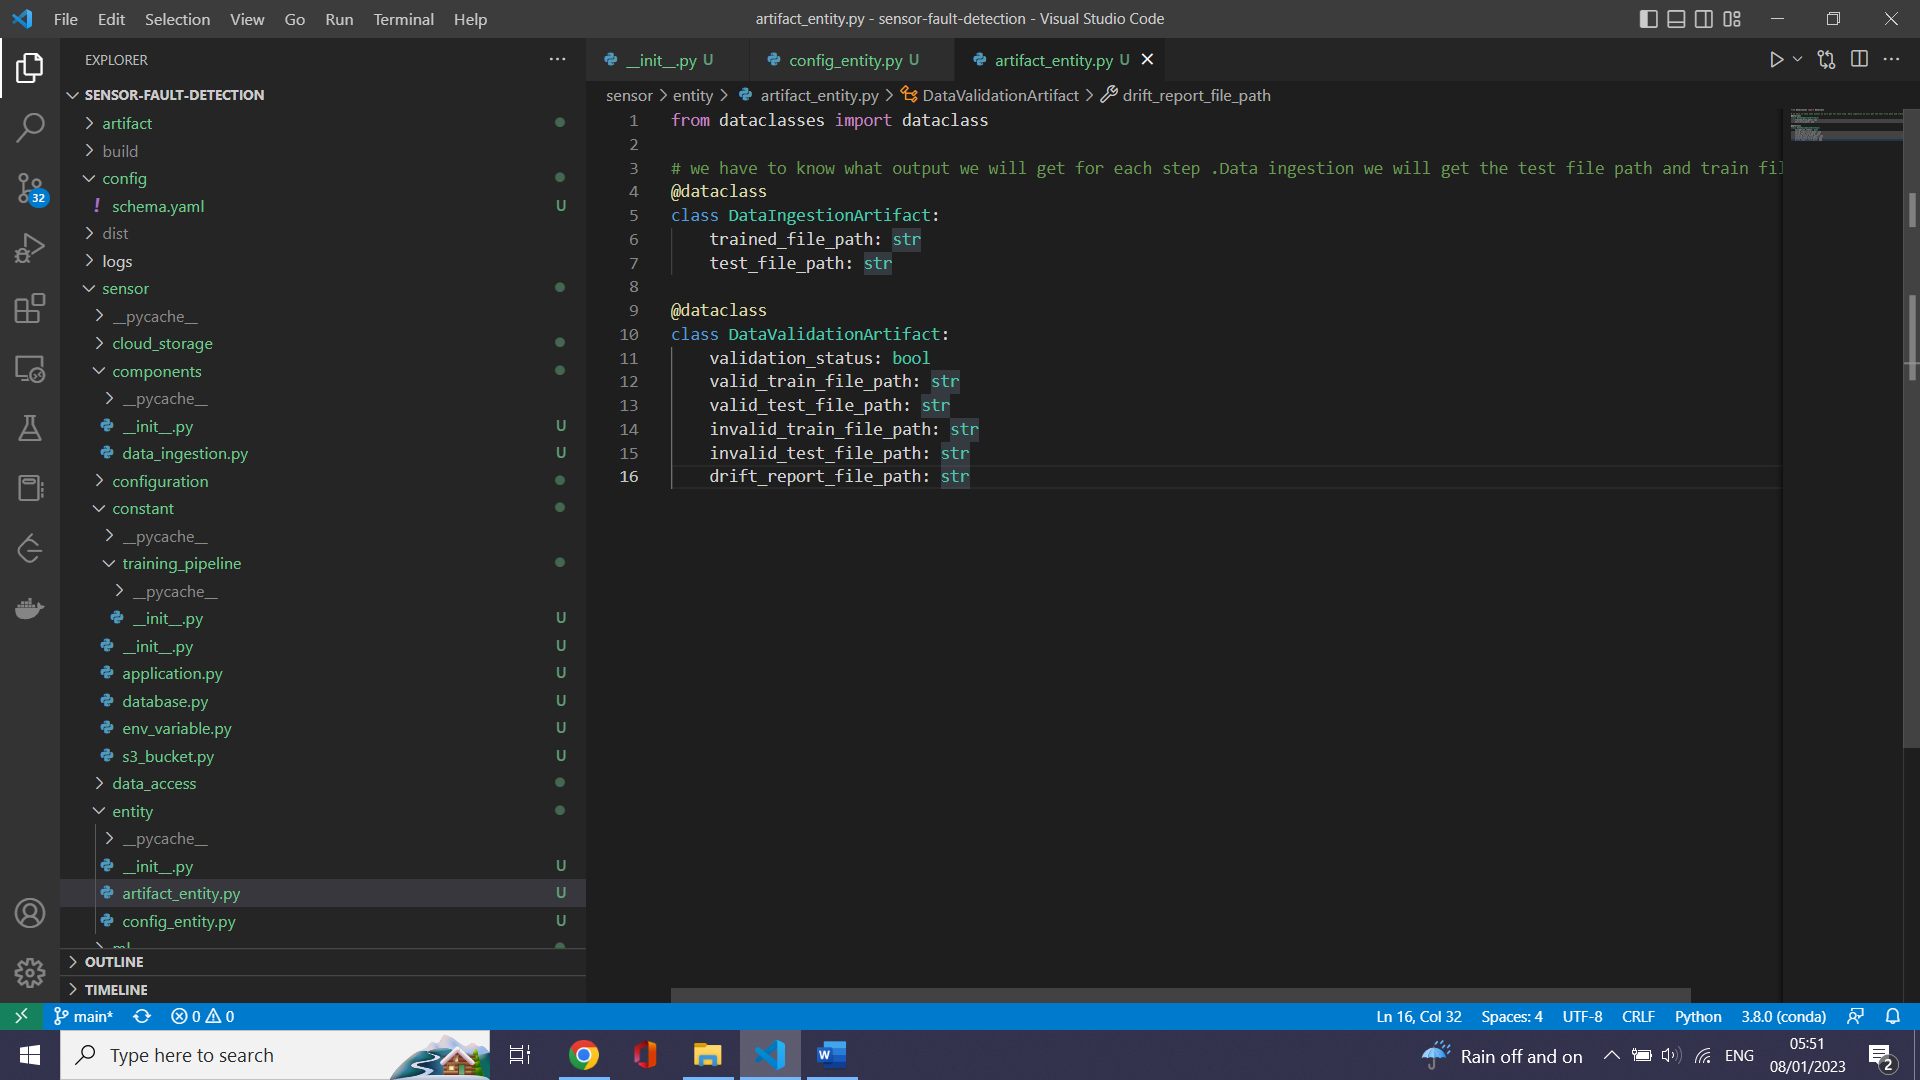 File Edit Selection View Go Run Terminal Help
artifact_entity.py - sensor-fault-detection - Visual Studio Code
EXPLORER
SENSOR-FAULT-DETECTION
artifact
build
config
! schema.yaml U
dist
logs
sensor
__pycache__
cloud_storage
components
__pycache__
__init__.py U
data_ingestion.py U
configuration
constant
__pycache__
training_pipeline
__pycache__
__init__.py U
__init__.py U
application.py U
database.py U
env_variable.py U
s3_bucket.py U
data_access
entity
__pycache__
__init__.py U
artifact_entity.py U
config_entity.py U
ml
OUTLINE
TIMELINE
32
__init__.py U config_entity.py U artifact_entity.py U
sensor > entity > artifact_entity.py > DataValidationArtifact > drift_report_file_path
1 from dataclasses import dataclass
2
3 # we have to know what output we will get for each step .Data ingestion we will get the test file path and train fil
4 @dataclass
5 class DataIngestionArtifact:
6 trained_file_path: str
7 test_file_path: str
8
9 @dataclass
10 class DataValidationArtifact:
11 validation_status: bool
12 valid_train_file_path: str
13 valid_test_file_path: str
14 invalid_train_file_path: str
15 invalid_test_file_path: str
16 drift_report_file_path: str
main* 0 0 Ln 16, Col 32 Spaces: 4 UTF-8 CRLF Python 3.8.0 (conda)
Type here to search
Rain off and on ENG
05:51
08/01/2023
2